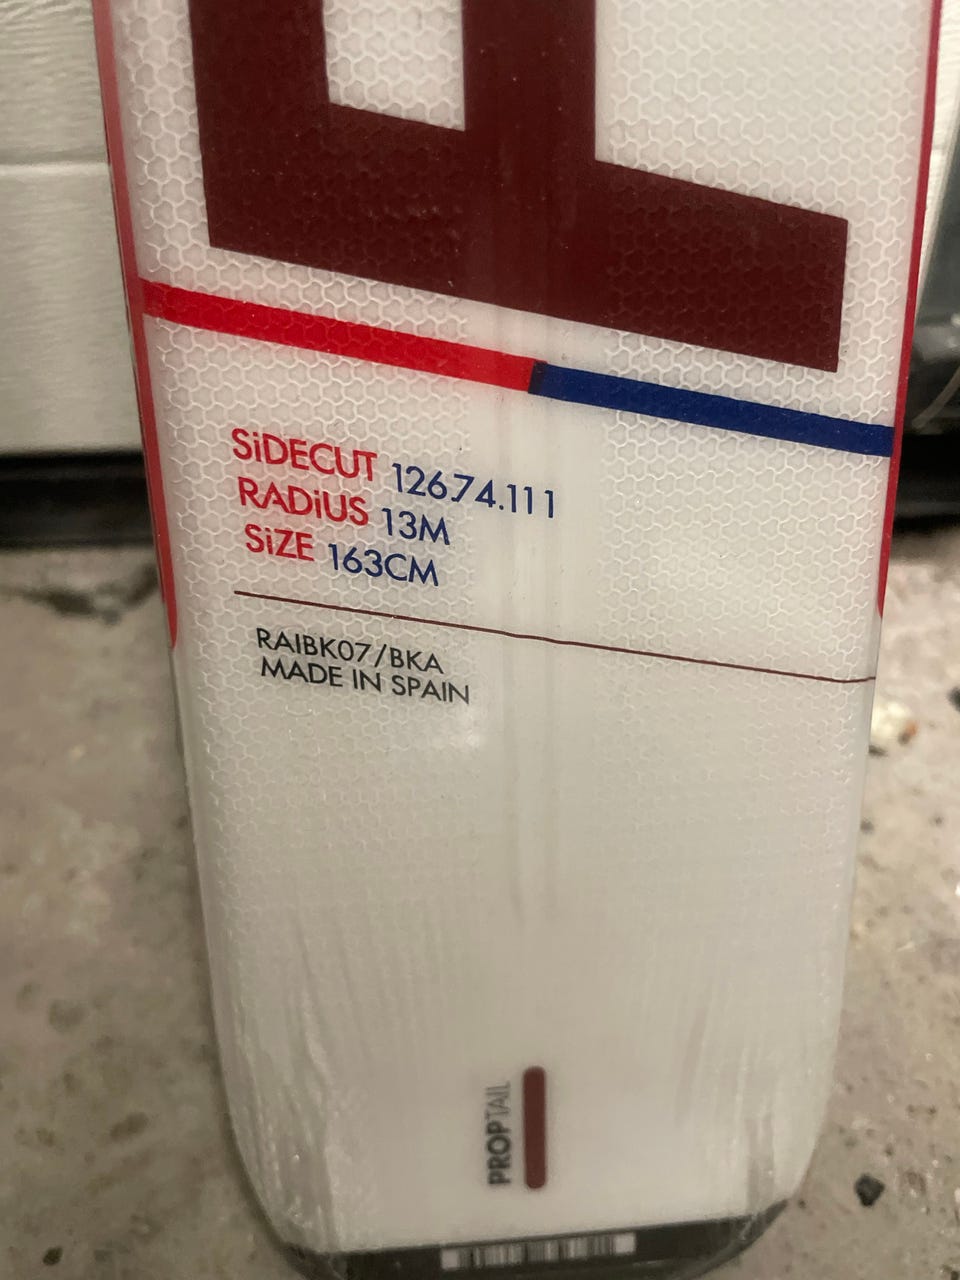 SiDECUT 126.74.111
RADiUS 13M
SiZE 163CM
RAIBK07/BKA
MADE IN SPAIN
PROPTAIL